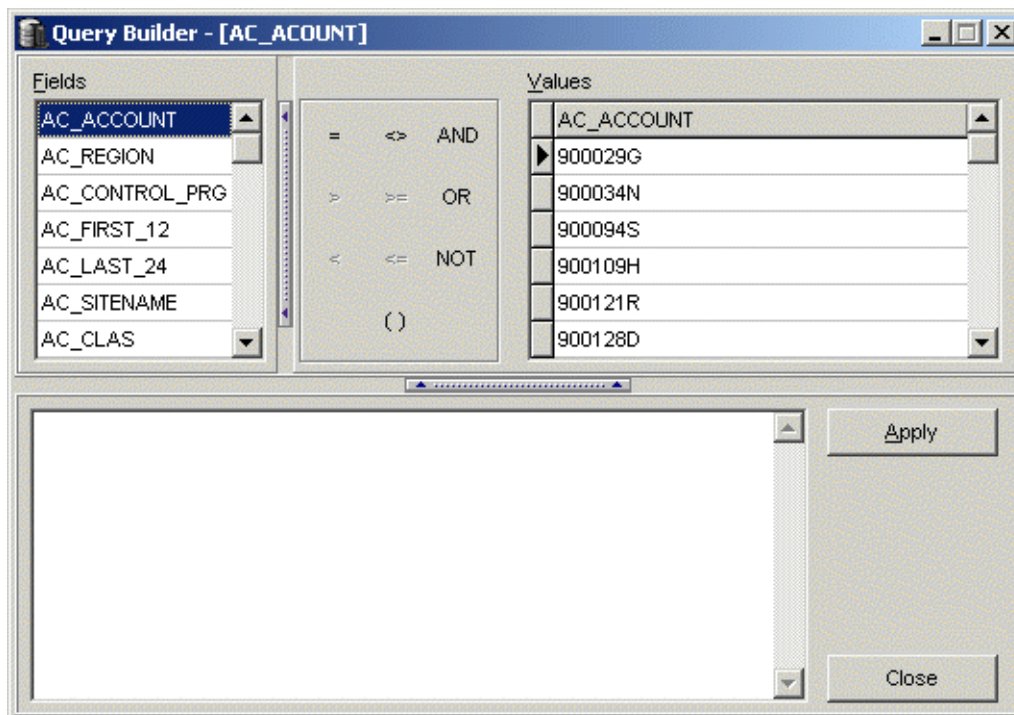 Query Builder - [AC_ACOUNT]
Fields
AC_ACCOUNT
AC_REGION
AC_CONTROL_PRG
AC_FIRST_12
AC_LAST_24
AC_SITENAME
AC_CLAS
= <> AND
> >= OR
< <= NOT
( )
Values
AC_ACCOUNT
900029G
900034N
900094S
900109H
900121R
900128D
Apply
Close